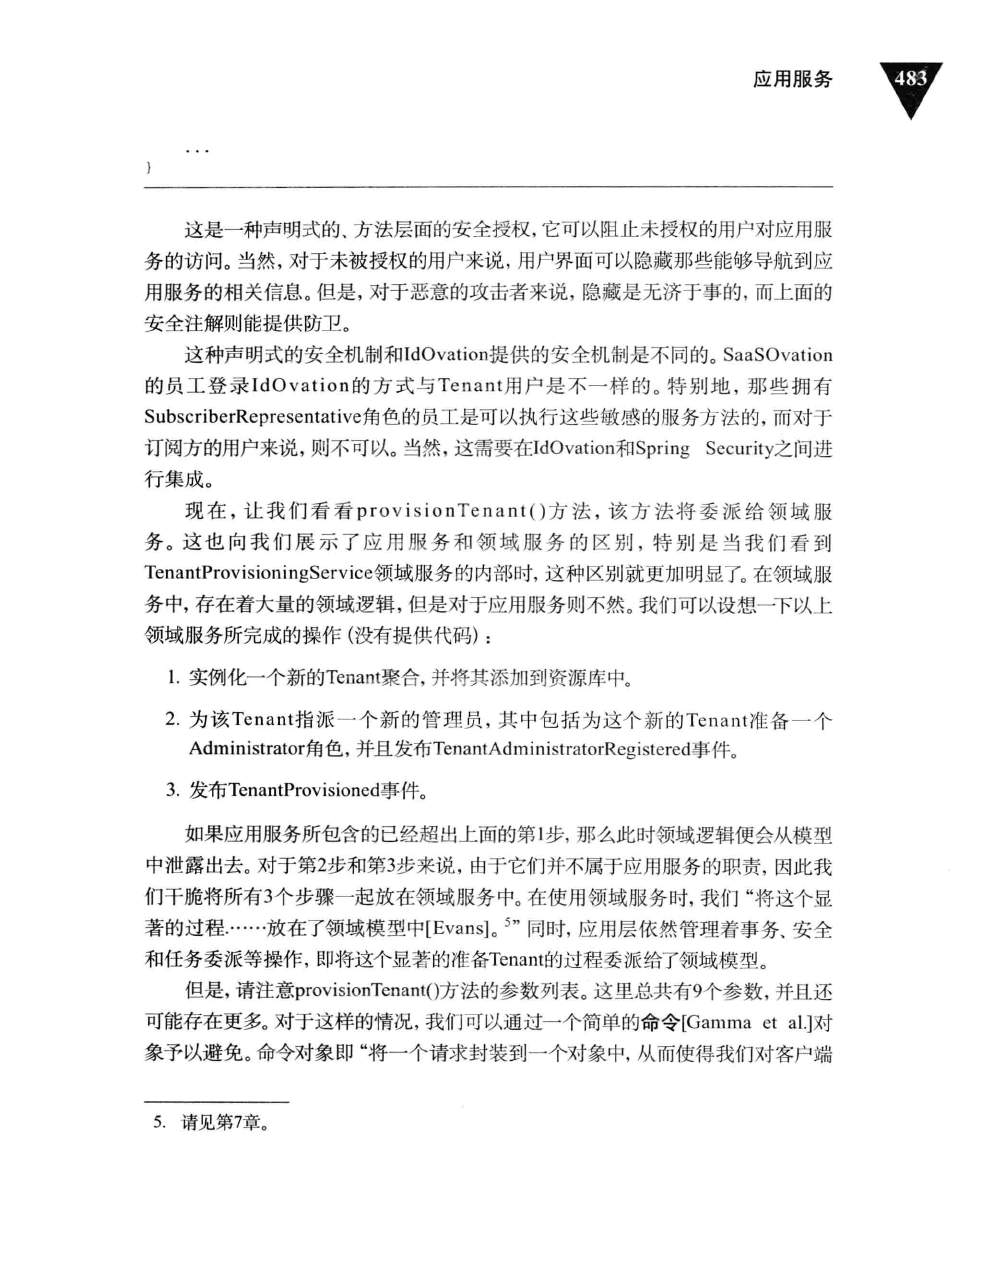 应用服务
483
...
}
这是一种声明式的、方法层面的安全授权，它可以阻止未授权的用户对应用服
务的访问。当然，对于未被授权的用户来说，用户界面可以隐藏那些能够导航到应
用服务的相关信息。但是，对于恶意的攻击者来说，隐藏是无济于事的，而上面的
安全注解则能提供防卫。
这种声明式的安全机制和IdOvation提供的安全机制是不同的。SaaSOvation
的员工登录IdOvation的方式与Tenant用户是不一样的。特别地，那些拥有
SubscriberRepresentative角色的员工是可以执行这些敏感的服务方法的，而对于
订阅方的用户来说，则不可以。当然，这需要在IdOvation和Spring Security之间进
行集成。
现在，让我们看看provisionTenant()方法，该方法将委派给领域服
务。这也向我们展示了应用服务和领域服务的区别，特别是当我们看到
TenantProvisioningService领域服务的内部时，这种区别就更加明显了。在领域服
务中，存在着大量的领域逻辑，但是对于应用服务则不然。我们可以设想一下以上
领域服务所完成的操作（没有提供代码）：
1. 实例化一个新的Tenant聚合，并将其添加到资源库中。
2. 为该Tenant指派一个新的管理员，其中包括为这个新的Tenant准备一个
Administrator角色，并且发布TenantAdministratorRegistered事件。
3. 发布TenantProvisioned事件。
如果应用服务所包含的已经超出上面的第1步，那么此时领域逻辑便会从模型
中泄露出去。对于第2步和第3步来说，由于它们并不属于应用服务的职责，因此我
们干脆将所有3个步骤一起放在领域服务中。在使用领域服务时，我们“将这个显
著的过程.……放在了领域模型中[Evans]。5”同时，应用层依然管理着事务、安全
和任务委派等操作，即将这个显著的准备Tenant的过程委派给了领域模型。
但是，请注意provisionTenant()方法的参数列表。这里总共有9个参数，并且还
可能存在更多。对于这样的情况，我们可以通过一个简单的命令[Gamma et al.]对
象予以避免。命令对象即“将一个请求封装到一个对象中，从而使得我们对客户端
5. 请见第7章。